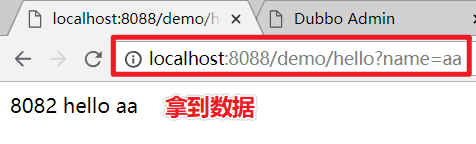 localhost:8088/demo/h
Dubbo Admin
localhost:8088/demo/hello?name=aa
8082 hello aa 拿到数据